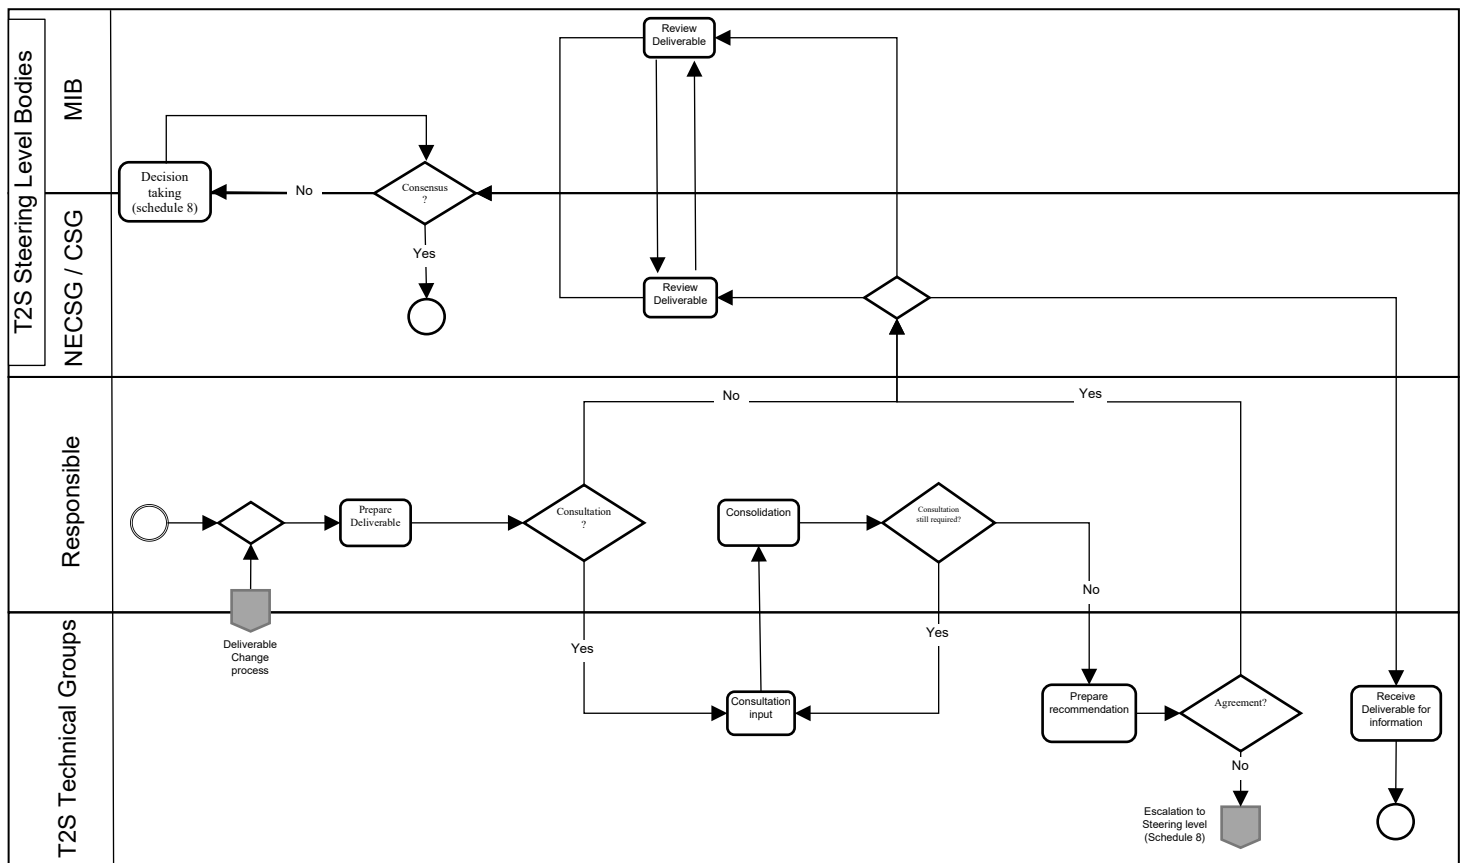 T2S Steering Level Bodies
MIB
Review
Deliverable
Decision
taking
(schedule 8)
No
Consensus
?
Yes
NECSG / CSG
Review
Deliverable
Responsible
No
Yes
Prepare
Deliverable
Consultation
?
Consolidation
Consultation
still required?
No
Deliverable
Change
process
T2S Technical Groups
Yes
Yes
Consultation
input
Prepare
recommendation
Agreement?
Receive
Deliverable for
information
No
Escalation to
Steering level
(Schedule 8)